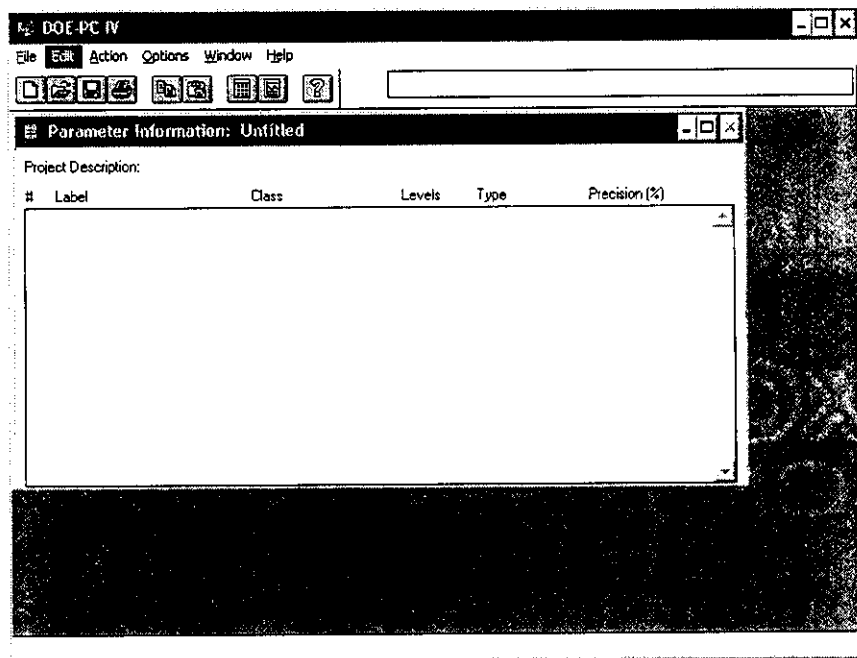 DOE-PC IV
File Edit Action Options Window Help
Parameter Information: Untitled
Project Description:
# Label Class Levels Type Precision (%)